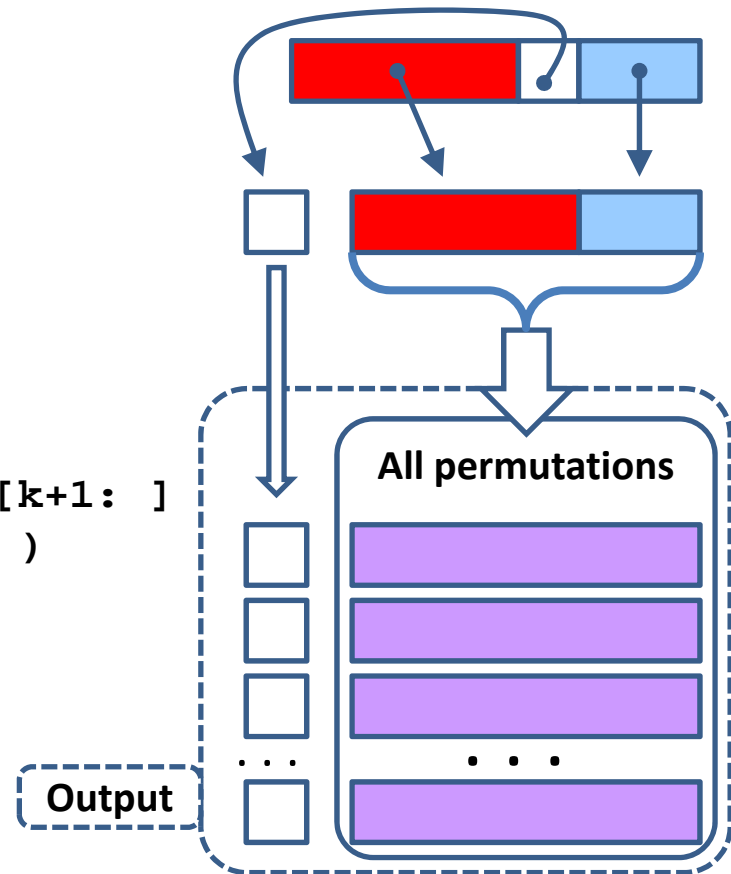 All permutations
[k+1: ]
)
. . .
. . .
Output